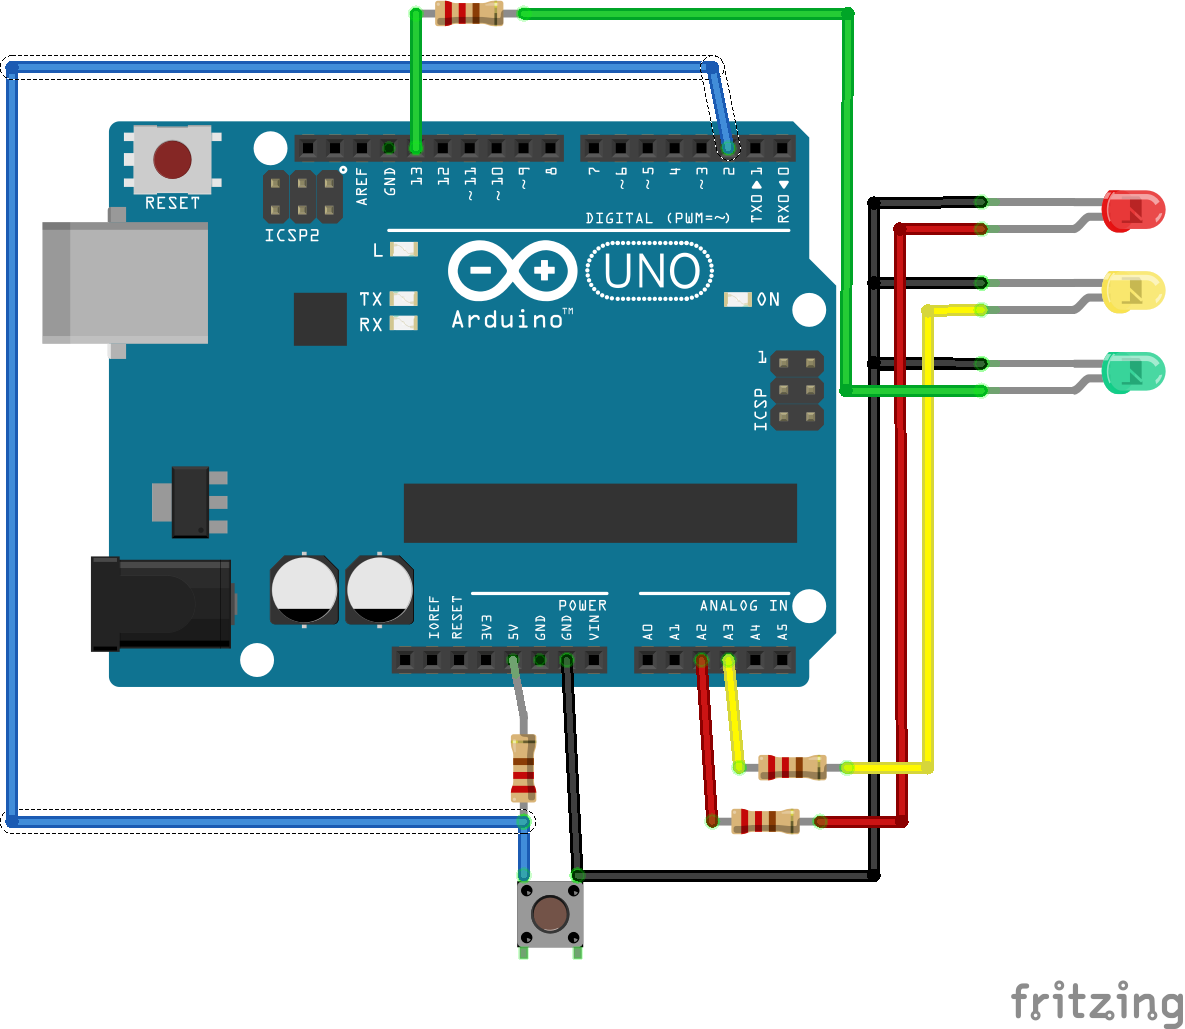 RESET
ICSP2
AREF
GND
13
12
~11
~10
~9
8
7
~6
~5
4
~3
2
TX0▶1
RX0◀0
DIGITAL (PWM=~)
L
TX
RX
UNO
Arduino™
ON
1
ICSP
IOREF
RESET
3V3
5V
GND
GND
VIN
POWER
ANALOG IN
A0
A1
A2
A3
A4
A5
fritzing